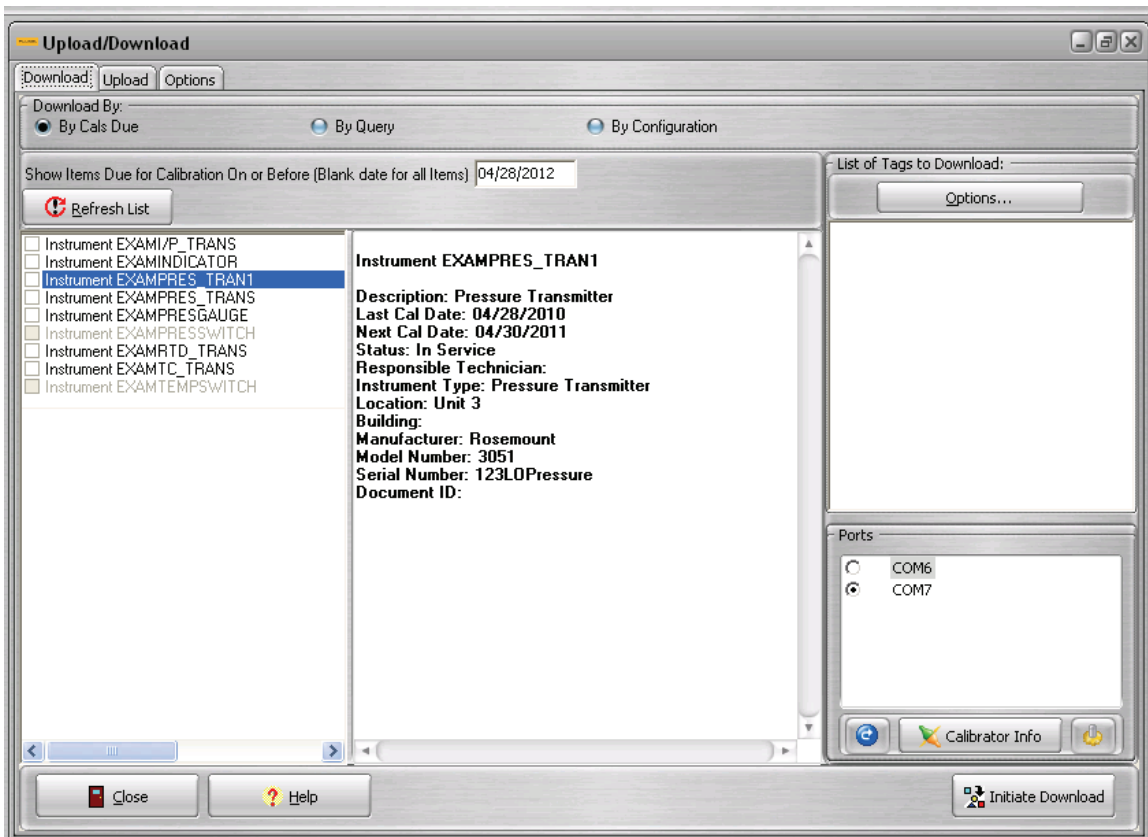 Upload/Download
Download Upload Options
Download By:
By Cals Due By Query By Configuration
Show Items Due for Calibration On or Before (Blank date for all Items) 04/28/2012
Refresh List
Instrument EXAMI/P_TRANS
Instrument EXAMINDICATOR
Instrument EXAMPRES_TRAN1
Instrument EXAMPRES_TRANS
Instrument EXAMPRESGAUGE
Instrument EXAMPRESSWITCH
Instrument EXAMRTD_TRANS
Instrument EXAMTC_TRANS
Instrument EXAMTEMPSWITCH
Instrument EXAMPRES_TRAN1
Description: Pressure Transmitter
Last Cal Date: 04/28/2010
Next Cal Date: 04/30/2011
Status: In Service
Responsible Technician:
Instrument Type: Pressure Transmitter
Location: Unit 3
Building:
Manufacturer: Rosemount
Model Number: 3051
Serial Number: 123LOPressure
Document ID:
List of Tags to Download:
Options...
Ports
COM6
COM7
Calibrator Info
Close
Help
Initiate Download